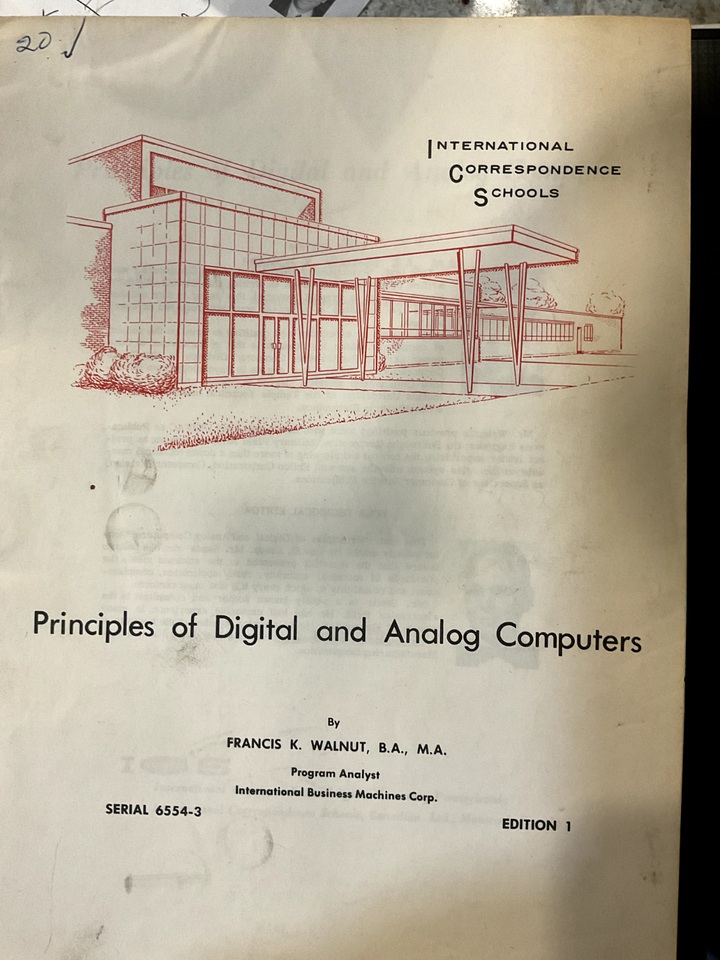 20 ✓
INTERNATIONAL
CORRESPONDENCE
SCHOOLS
Principles of Digital and Analog Computers
By
FRANCIS K. WALNUT, B.A., M.A.
Program Analyst
International Business Machines Corp.
SERIAL 6554-3
EDITION 1